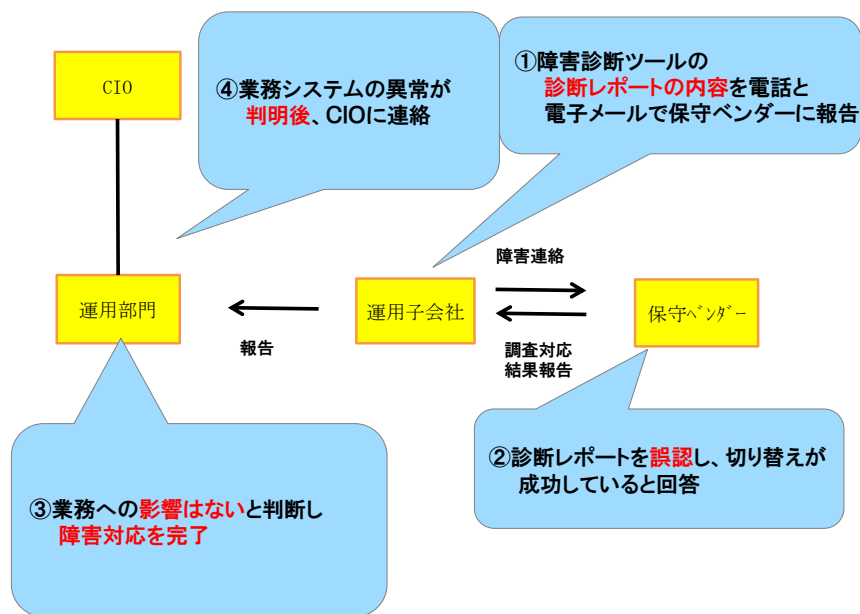 CIO
④業務システムの異常が
判明後、CIOに連絡
①障害診断ツールの
診断レポートの内容を電話と
電子メールで保守ベンダーに報告
障害連絡
運用部門
運用子会社
保守ﾍﾞﾝﾀﾞｰ
報告
調査対応
結果報告
②診断レポートを誤認し、切り替えが
成功していると回答
③業務への影響はないと判断し
障害対応を完了